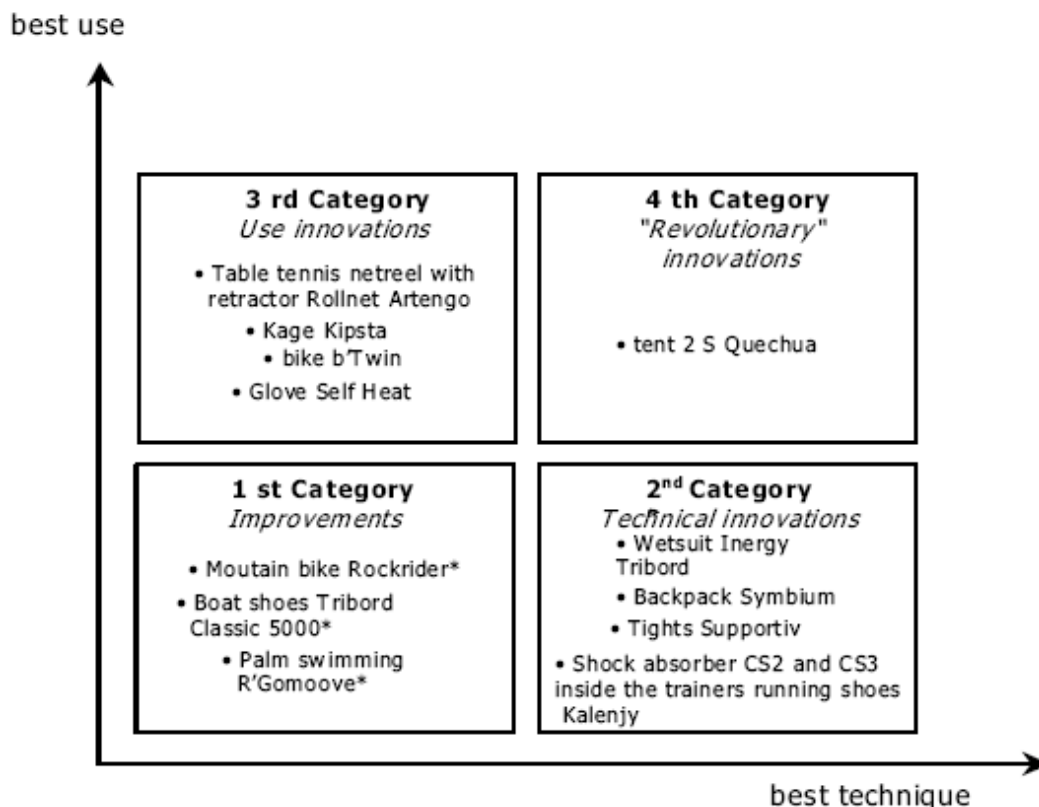 best use
3 rd Category
Use innovations
• Table tennis netreel with
retractor Rollnet Artengo
• Kage Kipsta
• bike b'Twin
• Glove Self Heat
4 th Category
"Revolutionary"
innovations
• tent 2 S Quechua
1 st Category
Improvements
• Moutain bike Rockrider*
• Boat shoes Tribord
Classic 5000*
• Palm swimming
R'Gomoove*
2nd Category
Technical innovations
• Wetsuit Inergy
Tribord
• Backpack Symbium
• Tights Supportiv
• Shock absorber CS2 and CS3
inside the trainers running shoes
Kalenjy
best technique